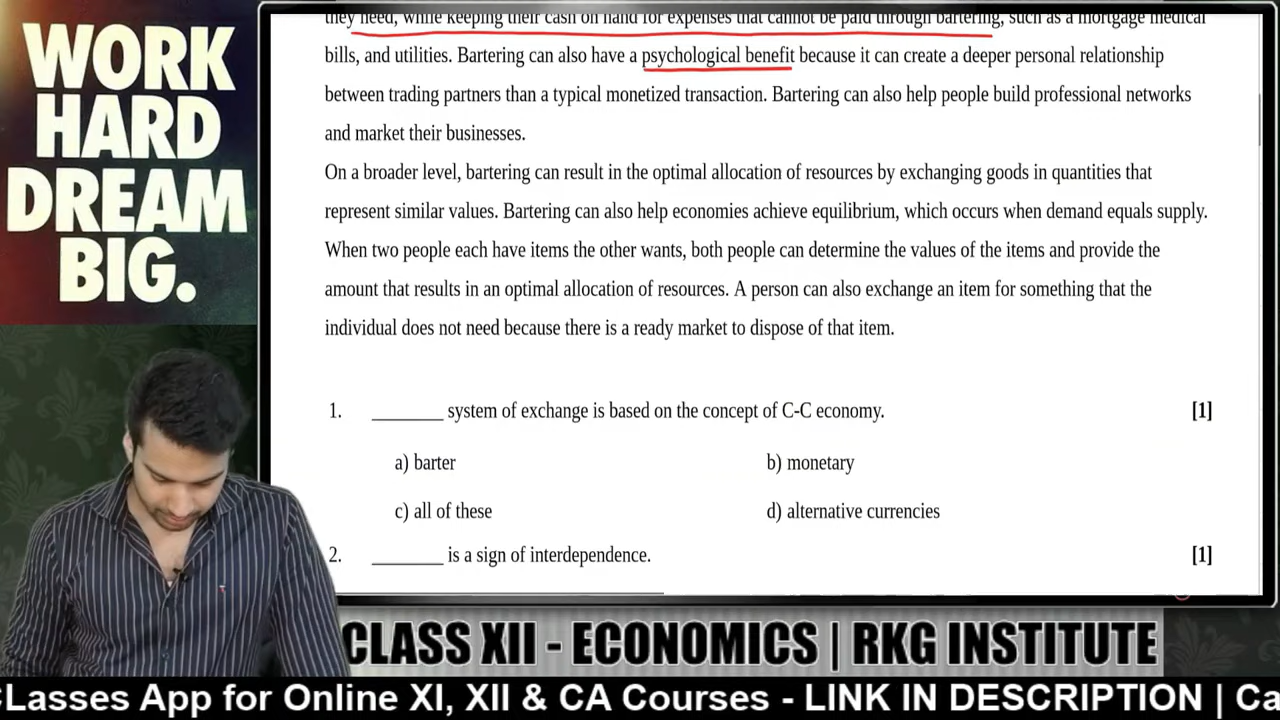 WORK
HARD
DREAM
BIG.
they need, while keeping their cash on hand for expenses that cannot be paid through bartering, such as a mortgage medical
bills, and utilities. Bartering can also have a psychological benefit because it can create a deeper personal relationship
between trading partners than a typical monetized transaction. Bartering can also help people build professional networks
and market their businesses.
On a broader level, bartering can result in the optimal allocation of resources by exchanging goods in quantities that
represent similar values. Bartering can also help economies achieve equilibrium, which occurs when demand equals supply.
When two people each have items the other wants, both people can determine the values of the items and provide the
amount that results in an optimal allocation of resources. A person can also exchange an item for something that the
individual does not need because there is a ready market to dispose of that item.
1. ________ system of exchange is based on the concept of C-C economy. [1]
a) barter b) monetary
c) all of these d) alternative currencies
2. ________ is a sign of interdependence. [1]
CLASS XII - ECONOMICS | RKG INSTITUTE
CLasses App for Online XI, XII & CA Courses - LINK IN DESCRIPTION | Ca